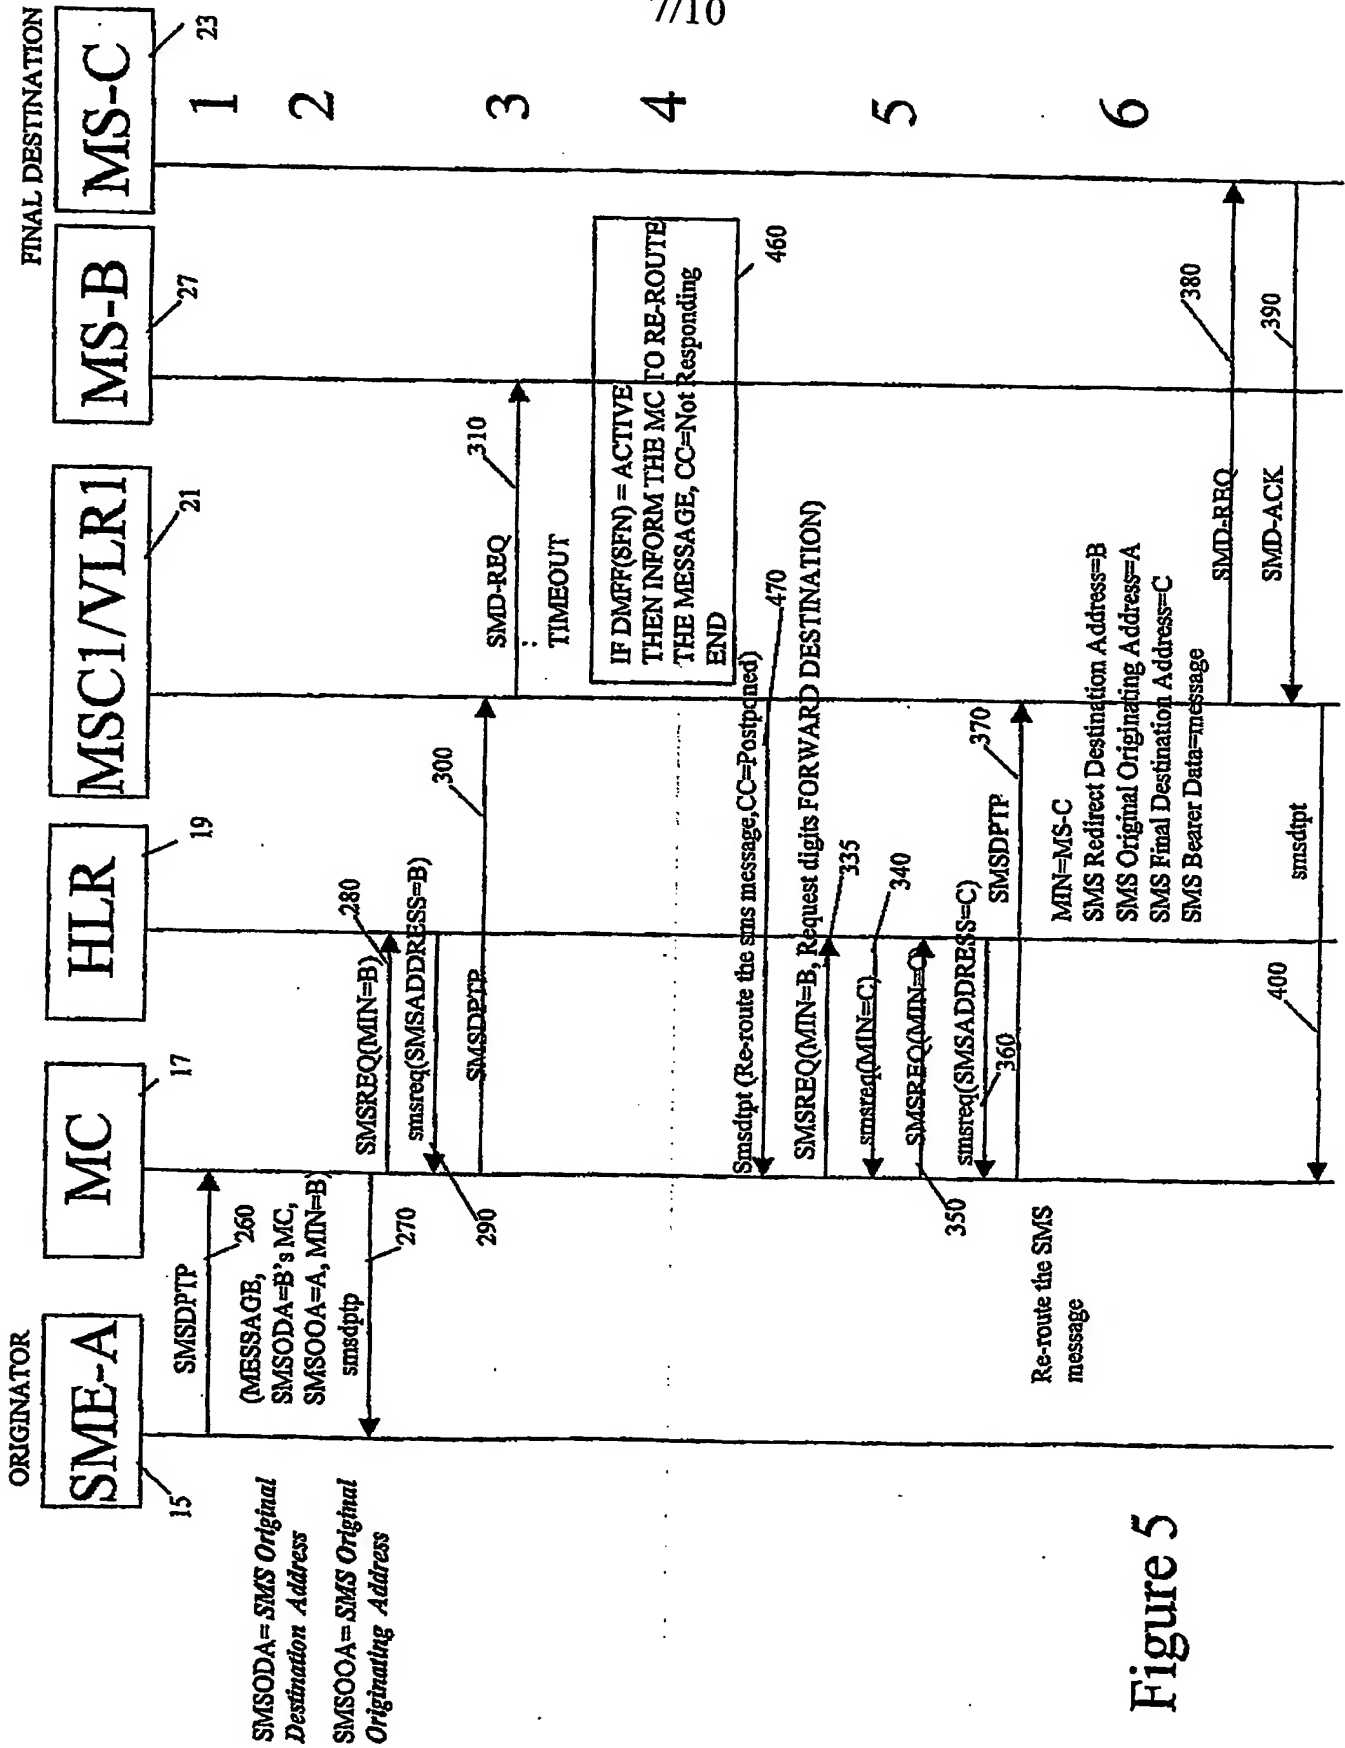 7/10
ORIGINATOR
FINAL DESTINATION
SME-A
MC
HLR
MSC1/VLR1
MS-B
MS-C
15
17
19
21
27
23
1
SMSDPTP
260
(MESSAGE,
SMSODA=B's MC,
SMSOOA=A, MIN=B)
smsdptp
270
SMSODA= SMS Original
Destination Address
SMSOOA= SMS Original
Originating Address
2
SMSREQ(MIN=B)
280
smsreq(SMSADDRESS=B)
290
SMSDPTP
300
3
SMD-REQ
310
:
TIMEOUT
4
IF DMFF(SFN) = ACTIVE
THEN INFORM THE MC TO RE-ROUTE
THE MESSAGE, CC=Not Responding
END
460
Smsdtpt (Re-route the sms message,CC=Postponed)
470
SMSREQ(MIN=B, Request digits FORWARD DESTINATION)
335
5
smsreq(MIN=C)
340
SMSREQ(MIN=C)
350
smsreq(SMSADDRESS=C)
360
SMSDPTP
370
Re-route the SMS
message
MIN=MS-C
SMS Redirect Destination Address=B
SMS Original Originating Address=A
SMS Final Destination Address=C
SMS Bearer Data=message
6
SMD-REQ
380
SMD-ACK
390
smsdtpt
400
Figure 5